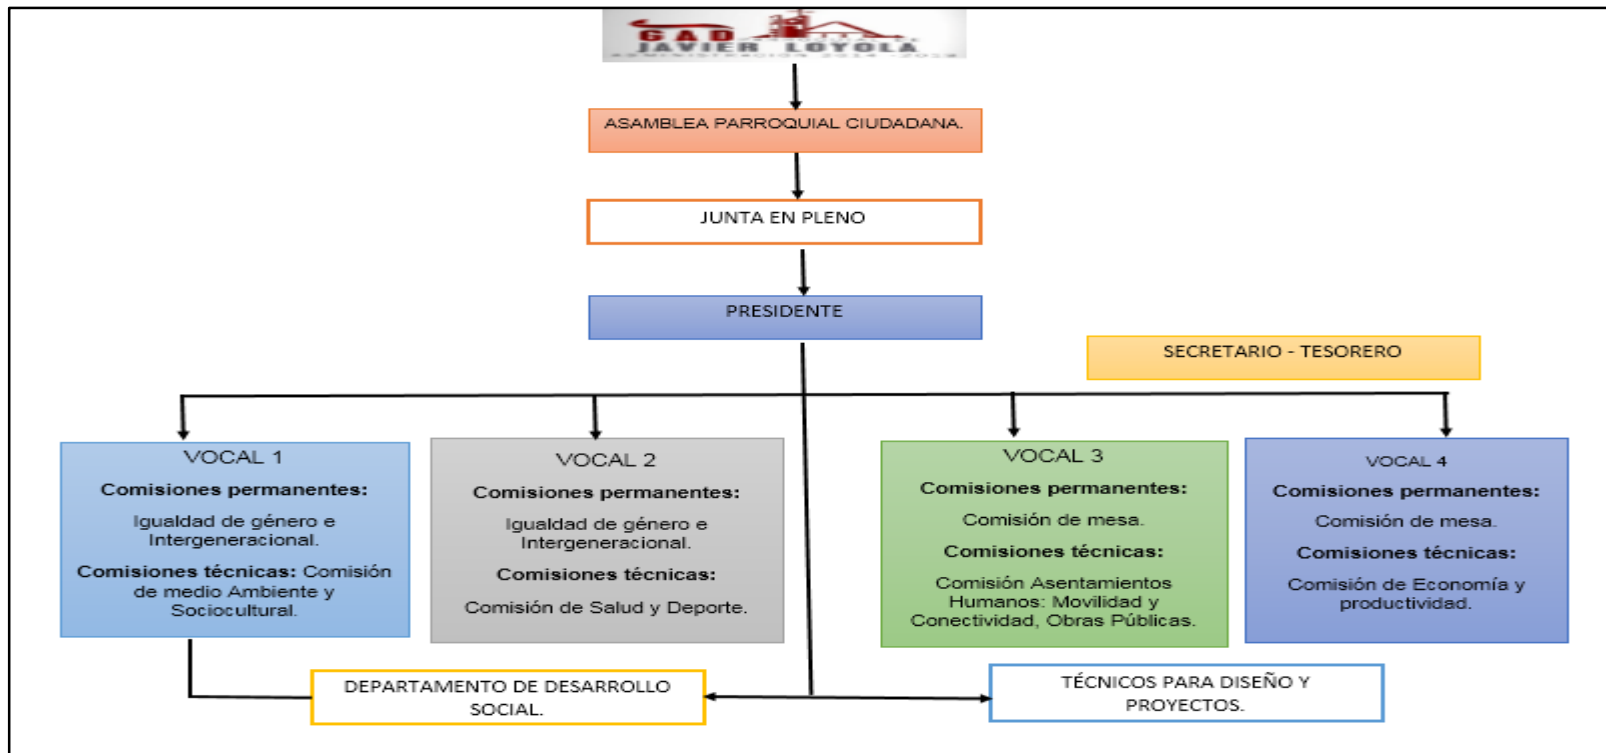 GAD
JAVIER LOYOLA
ASAMBLEA PARROQUIAL CIUDADANA.
JUNTA EN PLENO
PRESIDENTE
SECRETARIO - TESORERO
VOCAL 1
Comisiones permanentes:
Igualdad de género e
Intergeneracional.
Comisiones técnicas: Comisión
de medio Ambiente y
Sociocultural.
VOCAL 2
Comisiones permanentes:
Igualdad de género e
Intergeneracional.
Comisiones técnicas:
Comisión de Salud y Deporte.
VOCAL 3
Comisiones permanentes:
Comisión de mesa.
Comisiones técnicas:
Comisión Asentamientos
Humanos: Movilidad y
Conectividad, Obras Públicas.
VOCAL 4
Comisiones permanentes:
Comisión de mesa.
Comisiones técnicas:
Comisión de Economía y
productividad.
DEPARTAMENTO DE DESARROLLO
SOCIAL.
TÉCNICOS PARA DISEÑO Y
PROYECTOS.